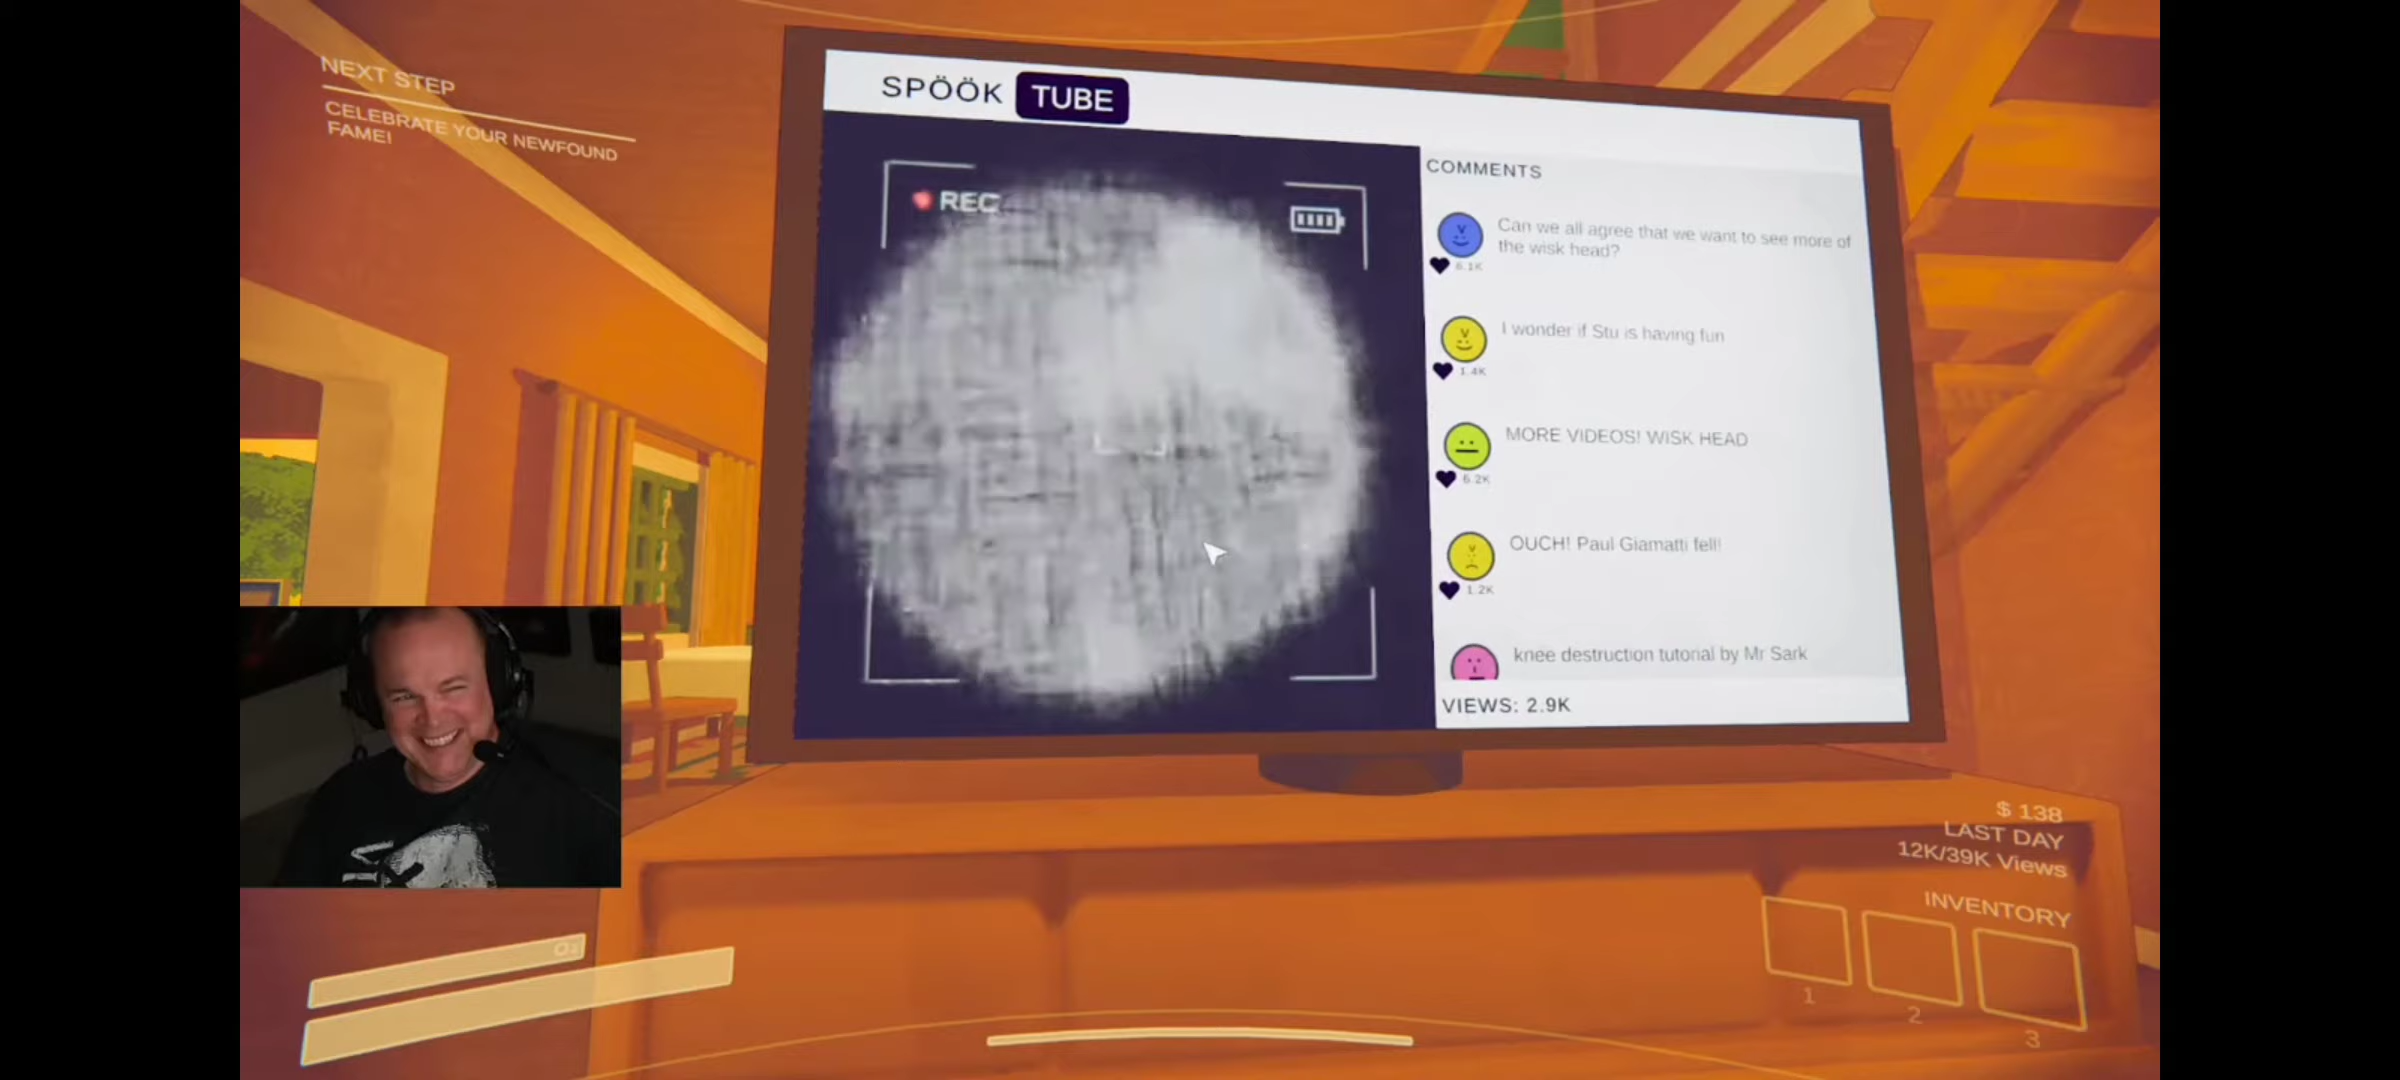 NEXT STEP
CELEBRATE YOUR NEWFOUND
FAME!
SPÖÖK TUBE
REC
COMMENTS
Can we all agree that we want to see more of
the wisk head?
6.1K
I wonder if Stu is having fun
1.4K
MORE VIDEOS! WISK HEAD
6.2K
OUCH! Paul Giamatti fell!
1.2K
knee destruction tutorial by Mr Sark
VIEWS: 2.9K
$ 138
LAST DAY
12K/39K Views
INVENTORY
1
2
3